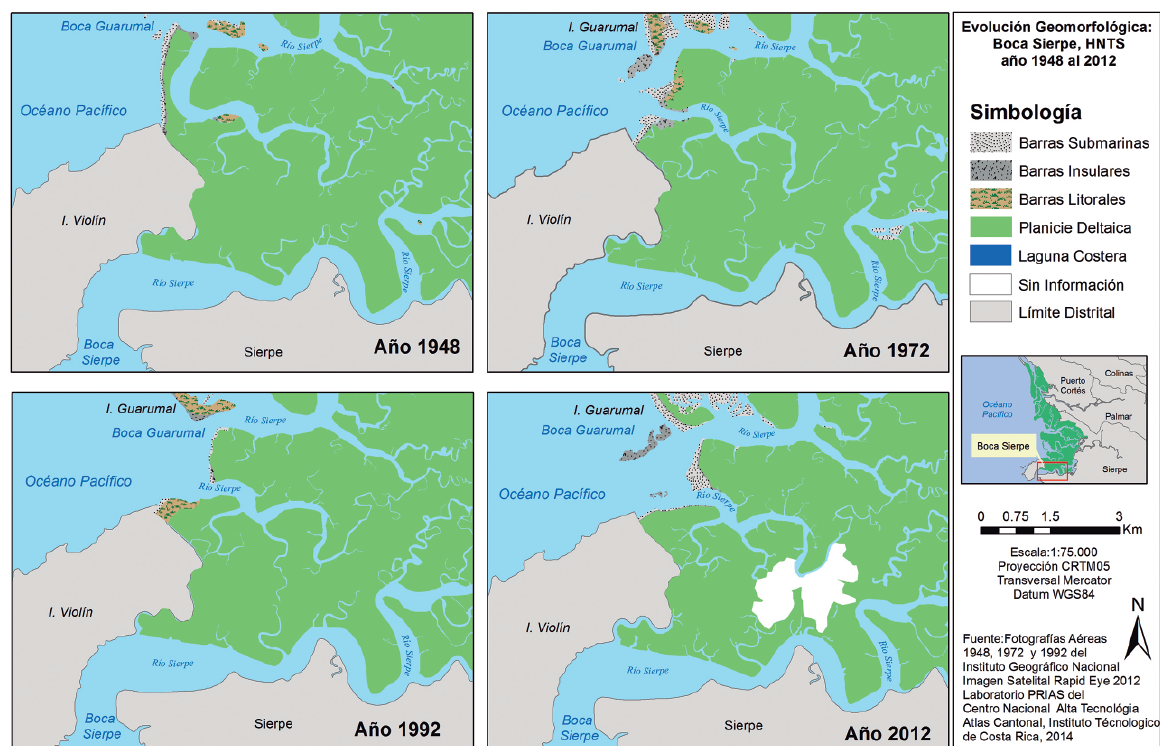 Boca Guarumal
Río Sierpe
Océano Pacífico
I. Violín
Río Sierpe
Río Sierpe
Boca
Sierpe
Sierpe
Año 1948
I. Guarumal
Boca Guarumal
Río Sierpe
Océano Pacífico
Río Sierpe
I. Violín
Río Sierpe
Río Sierpe
Boca
Sierpe
Sierpe
Año 1972
I. Guarumal
Boca Guarumal
Río Sierpe
Océano Pacífico
Río Sierpe
I. Violín
Río Sierpe
Río Sierpe
Boca
Sierpe
Sierpe
Año 1992
I. Guarumal
Boca Guarumal
Río Sierpe
Océano Pacífico
Río Sierpe
I. Violín
Río Sierpe
Río Sierpe
Boca
Sierpe
Sierpe
Año 2012
Evolución Geomorfológica:
Boca Sierpe, HNTS
año 1948 al 2012
Simbología
Barras Submarinas
Barras Insulares
Barras Litorales
Planicie Deltaica
Laguna Costera
Sin Información
Límite Distrital
Colinas
Puerto
Cortés
Océano
Pacífico
Palmar
Boca Sierpe
Sierpe
0 0.75 1.5 3
Km
Escala:1:75.000
Proyección CRTM05
Transversal Mercator
Datum WGS84
N
Fuente:Fotografías Aéreas
1948, 1972 y 1992 del
Instituto Geográfico Nacional
Imagen Satelital Rapid Eye 2012
Laboratorio PRIAS del
Centro Nacional Alta Tecnológia
Atlas Cantonal, Instituto Técnologico
de Costa Rica, 2014